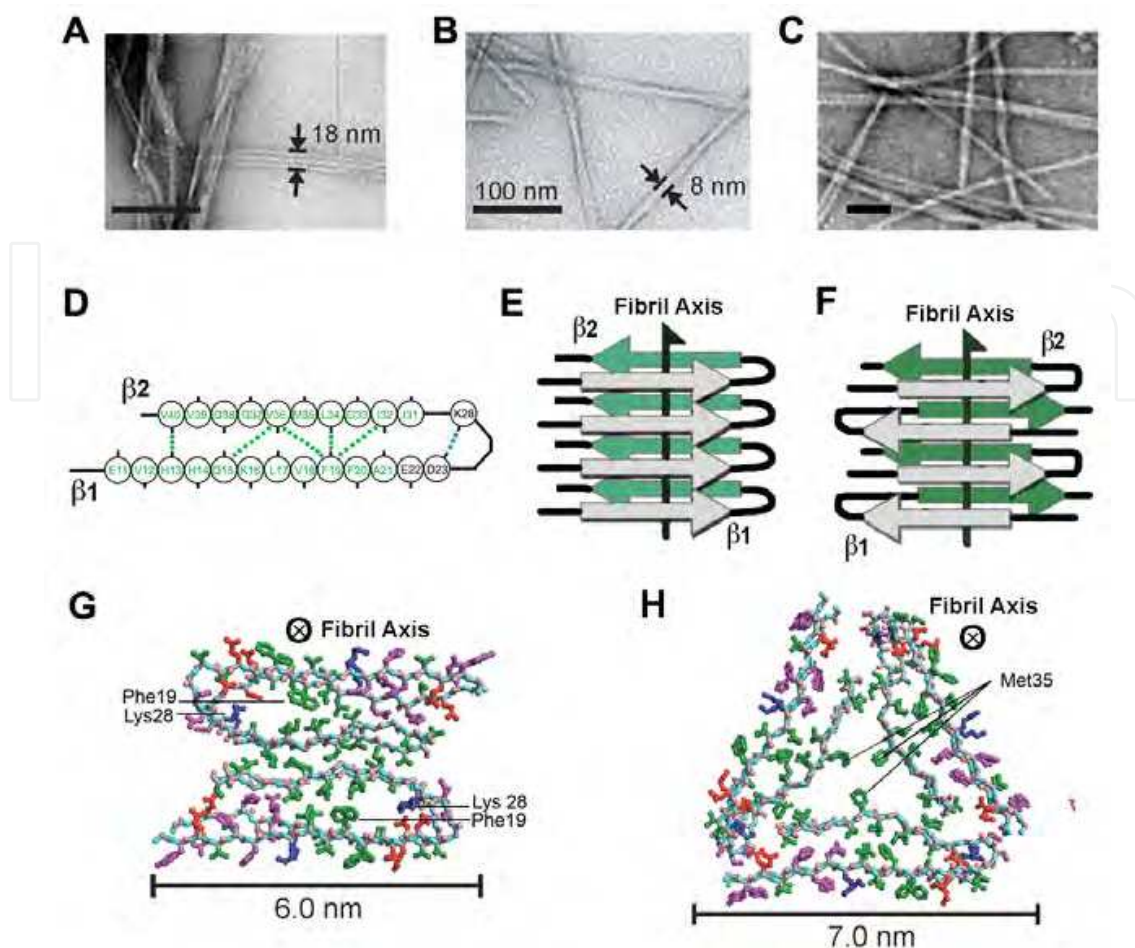 A
B
C
18 nm
100 nm
8 nm
D
E
F
Fibril Axis
Fibril Axis
β2
β2
β2
V40 V39 G38 G37 V36 M35 L34 I32 I31 K28
E11 V12 H13 H14 Q15 K16 L17 V18 F19 F20 A21 E22 D23
β1
β1
β1
G
H
Fibril Axis
Fibril Axis
Phe19
Lys28
Met35
Lys 28
Phe19
6.0 nm
7.0 nm